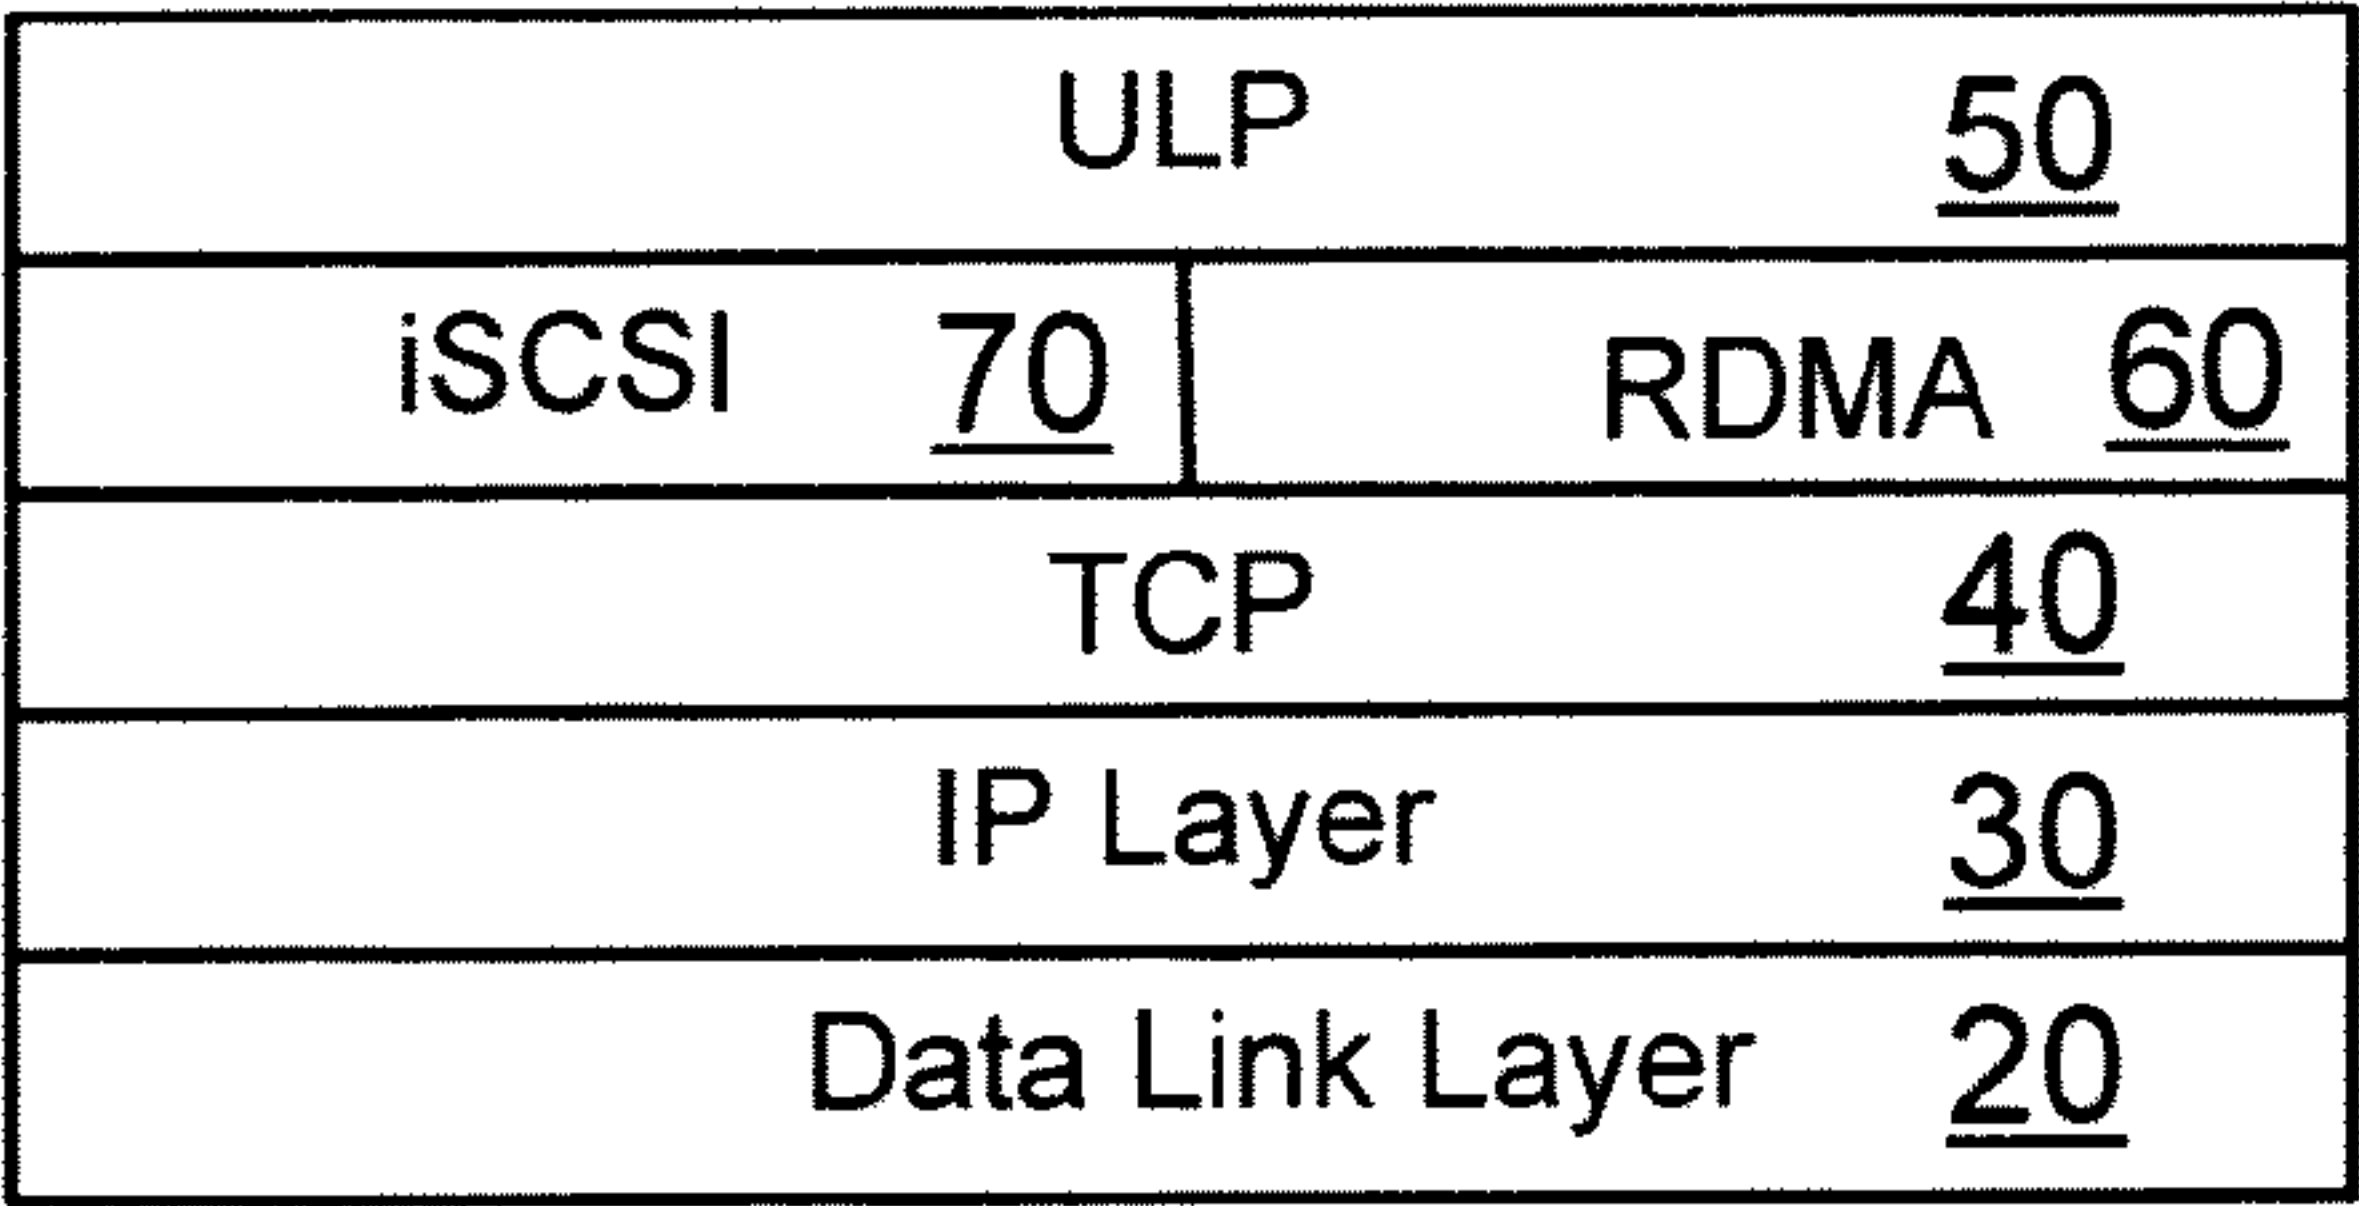 ULP 50
iSCSI 70 RDMA 60
TCP 40
IP Layer 30
Data Link Layer 20